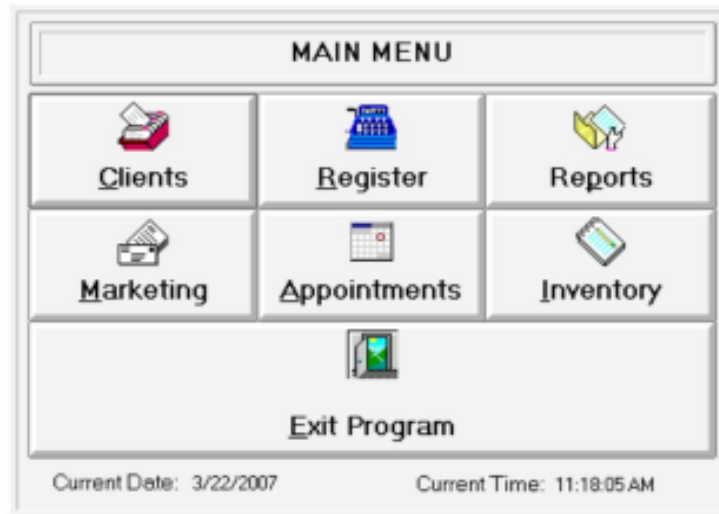 MAIN MENU
Clients Register Reports
Marketing Appointments Inventory
Exit Program
Current Date: 3/22/2007 Current Time: 11:18:05 AM